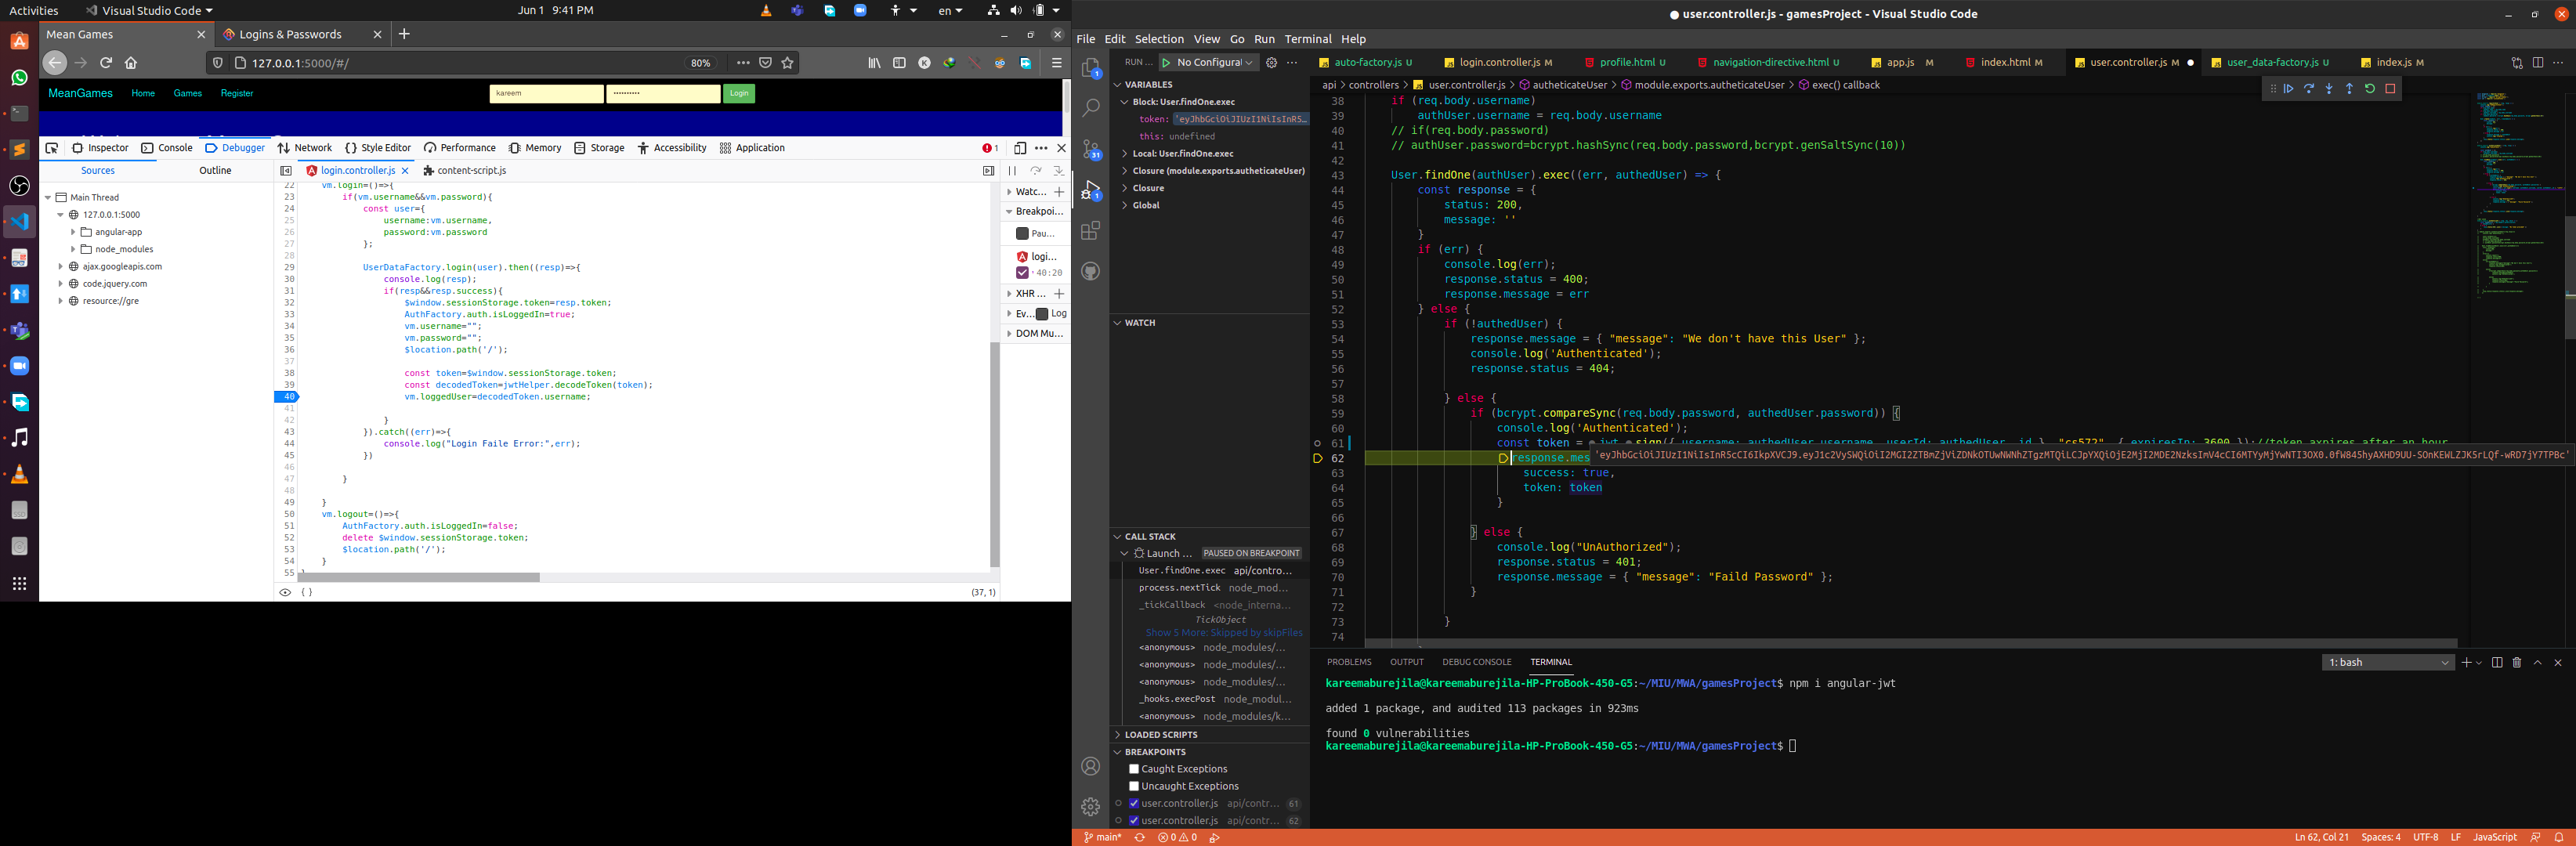 Activities
Visual Studio Code
Jun 1 9:41 PM
en
Mean Games
Logins & Passwords
127.0.0.1:5000/#/
80%
MeanGames
Home
Games
Register
kareem
Login
Inspector
Console
Debugger
Network
Style Editor
Performance
Memory
Storage
Accessibility
Application
1
Sources
Outline
Main Thread
127.0.0.1:5000
angular-app
node_modules
ajax.googleapis.com
code.jquery.com
resource://gre
login.controller.js
content-script.js
22 vm.login=()=>{
23 if(vm.username&&vm.password){
24 const user={
25 username:vm.username,
26 password:vm.password
27 };
28
29 UserDataFactory.login(user).then((resp)=>{
30 console.log(resp);
31 if(resp&&resp.success){
32 $window.sessionStorage.token=resp.token;
33 AuthFactory.auth.isLoggedIn=true;
34 vm.username="";
35 vm.password="";
36 $location.path('/');
37
38 const token=$window.sessionStorage.token;
39 const decodedToken=jwtHelper.decodeToken(token);
40 vm.loggedUser=decodedToken.username;
41
42 }
43 }).catch((err)=>{
44 console.log("Login Faile Error:",err);
45 })
46
47 }
48
49 }
50 vm.logout=()=>{
51 AuthFactory.auth.isLoggedIn=false;
52 delete $window.sessionStorage.token;
53 $location.path('/');
54 }
55
{ }
(37, 1)
Watc...
Breakpoi...
Pau...
logi...
40:20
XHR ...
Ev...
Log
DOM Mu...
user.controller.js - gamesProject - Visual Studio Code
File Edit Selection View Go Run Terminal Help
RUN ...
No Configurat
auto-factory.js U
login.controller.js M
profile.html U
navigation-directive.html U
app.js M
index.html M
user.controller.js M
user_data-factory.js U
index.js M
api > controllers > user.controller.js > autheticateUser > module.exports.autheticateUser > exec() callback
VARIABLES
Block: User.findOne.exec
token: 'eyJhbGciOiJIUzI1NiIsInR5...
this: undefined
Local: User.findOne.exec
Closure (module.exports.autheticateUser)
Closure
Global
WATCH
CALL STACK
Launch ... PAUSED ON BREAKPOINT
User.findOne.exec api/contro...
process.nextTick node_mod...
_tickCallback <node_interna...
TickObject
Show 5 More: Skipped by skipFiles
<anonymous> node_modules/...
<anonymous> node_modules/...
<anonymous> node_modules/...
_hooks.execPost node_modul...
<anonymous> node_modules/k...
LOADED SCRIPTS
BREAKPOINTS
Caught Exceptions
Uncaught Exceptions
user.controller.js api/contr... 61
user.controller.js api/contr... 62
38 if (req.body.username)
39 authUser.username = req.body.username
40 // if(req.body.password)
41 // authUser.password=bcrypt.hashSync(req.body.password,bcrypt.genSaltSync(10))
42
43 User.findOne(authUser).exec((err, authedUser) => {
44 const response = {
45 status: 200,
46 message: ''
47 }
48 if (err) {
49 console.log(err);
50 response.status = 400;
51 response.message = err
52 } else {
53 if (!authedUser) {
54 response.message = { "message": "We don't have this User" };
55 console.log('Authenticated');
56 response.status = 404;
57
58 } else {
59 if (bcrypt.compareSync(req.body.password, authedUser.password)) {
60 console.log('Authenticated');
61 const token = jwt sign({ username: authedUser.username, userId: authedUser._id }, "cs572", { expiresIn: 3600 });//token axpires after an hour
62 response.mes
63 success: true,
64 token: token
65 }
66
67 } else {
68 console.log("UnAuthorized");
69 response.status = 401;
70 response.message = { "message": "Faild Password" };
71 }
72
73 }
74
PROBLEMS OUTPUT DEBUG CONSOLE TERMINAL
1: bash
kareemaburejila@kareemaburejila-HP-ProBook-450-G5:~/MIU/MWA/gamesProject$ npm i angular-jwt
added 1 package, and audited 113 packages in 923ms
found 0 vulnerabilities
kareemaburejila@kareemaburejila-HP-ProBook-450-G5:~/MIU/MWA/gamesProject$
main*
0 0
Ln 62, Col 21
Spaces: 4
UTF-8
LF
JavaScript